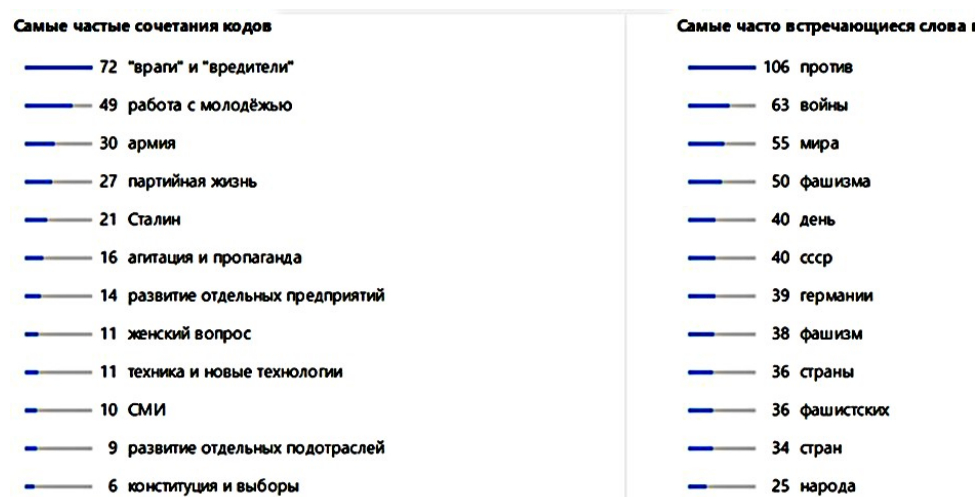 Самые частые сочетания кодов
72 "враги" и "вредители"
49 работа с молодёжью
30 армия
27 партийная жизнь
21 Сталин
16 агитация и пропаганда
14 развитие отдельных предприятий
11 женский вопрос
11 техника и новые технологии
10 СМИ
9 развитие отдельных подотраслей
6 конституция и выборы
Самые часто встречающиеся слова
106 против
63 войны
55 мира
50 фашизма
40 день
40 ссср
39 германии
38 фашизм
36 страны
36 фашистских
34 стран
25 народа